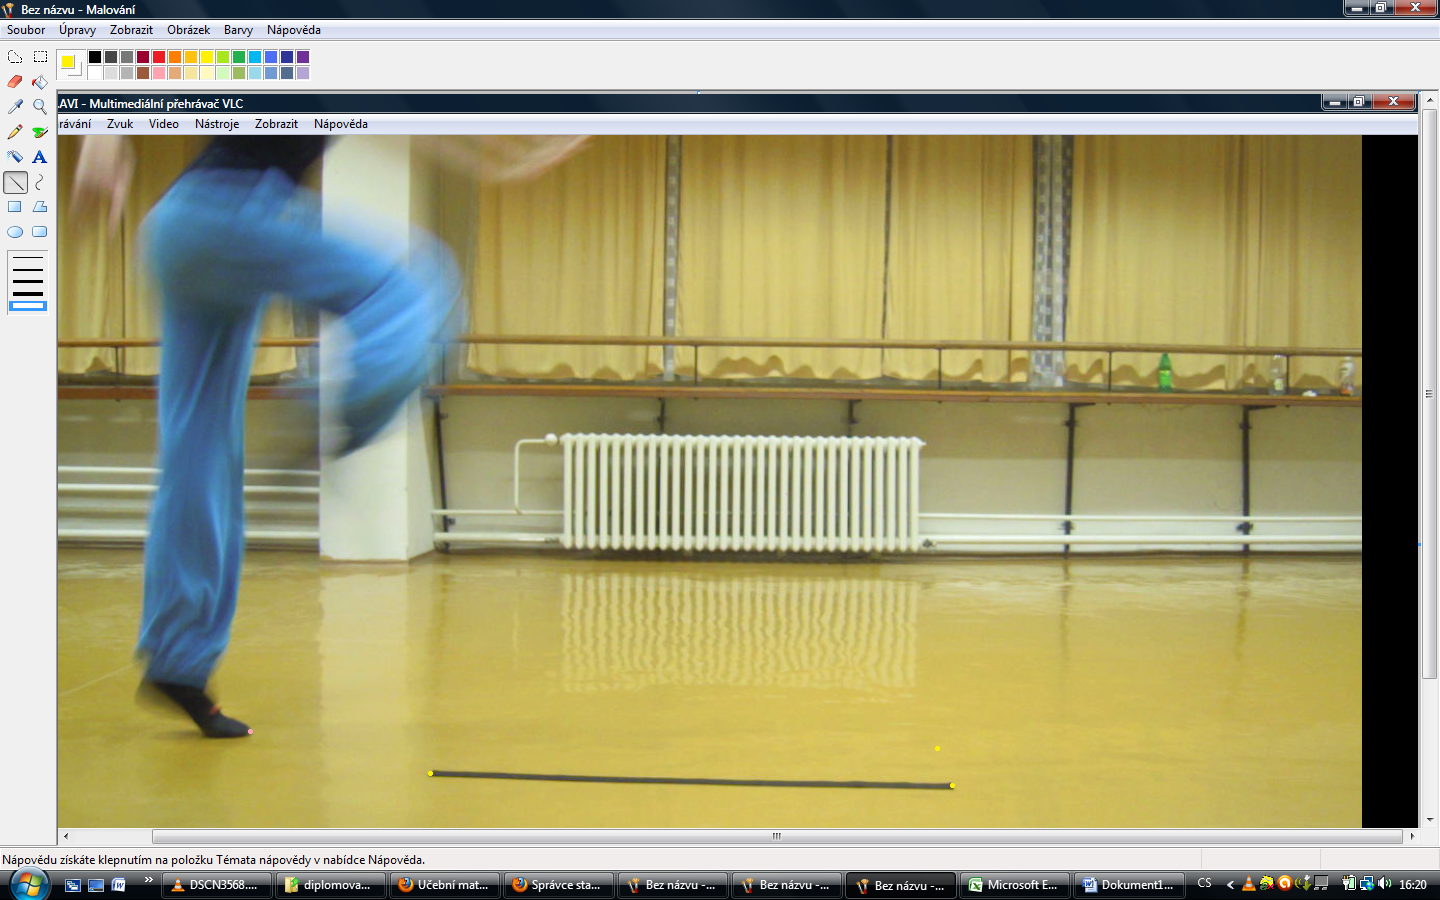 Bez názvu - Malování
Soubor Úpravy Zobrazit Obrázek Barvy Nápověda
.AVI - Multimediální přehrávač VLC
rávání Zvuk Video Nástroje Zobrazit Nápověda
Nápovědu získáte klepnutím na položku Témata nápovědy v nabídce Nápověda.
DSCN3568.... diplomova... Učební mat... Správce sta... Bez názvu -... Bez názvu -... Bez názvu -... Microsoft E... Dokument1... CS 16:20